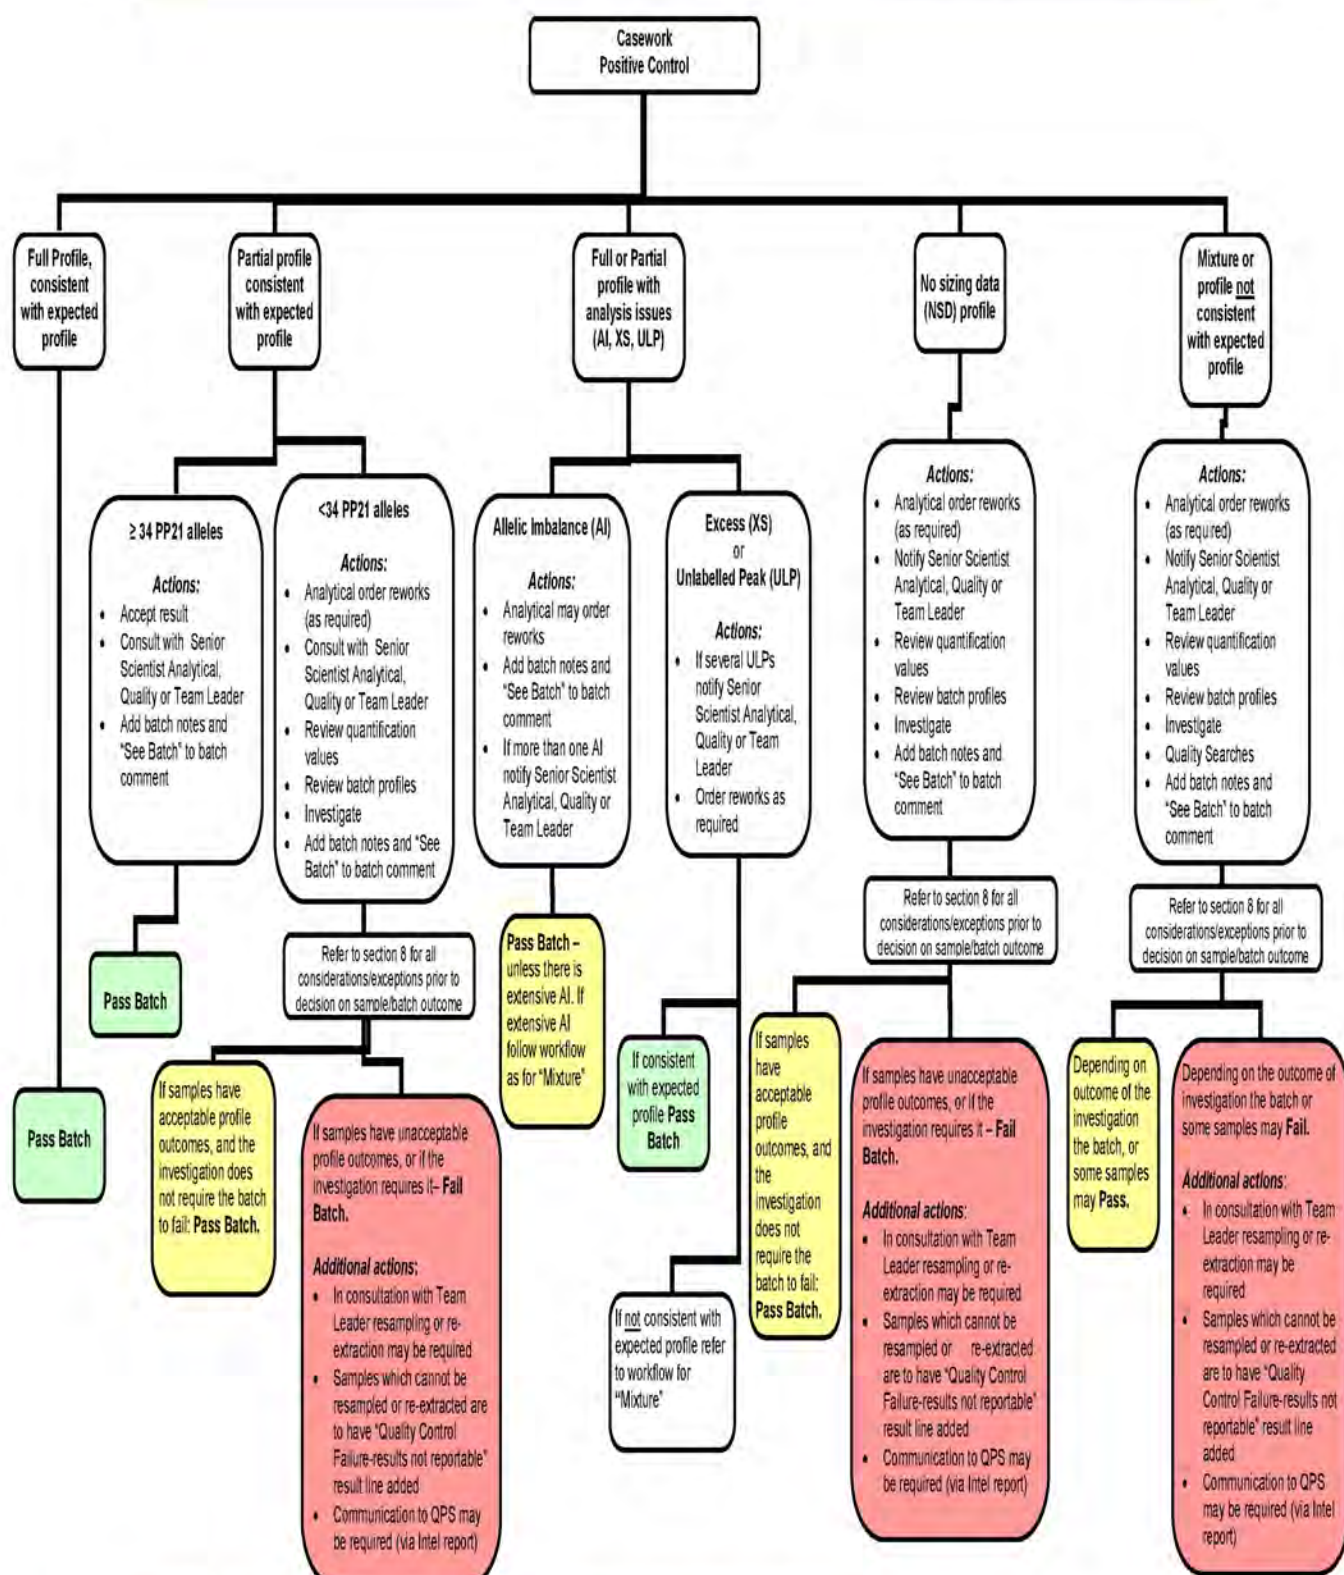 Casework
Positive Control
Full Profile,
consistent
with expected
profile
Partial profile
consistent
with expected
profile
Full or Partial
profile with
analysis issues
(AI, XS, ULP)
No sizing data
(NSD) profile
Mixture or
profile not
consistent
with expected
profile
≥ 34 PP21 alleles
Actions:
• Accept result
• Consult with Senior
Scientist Analytical,
Quality or Team Leader
• Add batch notes and
"See Batch" to batch
comment
<34 PP21 alleles
Actions:
• Analytical order reworks
(as required)
• Consult with Senior
Scientist Analytical,
Quality or Team Leader
• Review quantification
values
• Review batch profiles
• Investigate
• Add batch notes and "See
Batch" to batch comment
Allelic Imbalance (AI)
Actions:
• Analytical may order
reworks
• Add batch notes and
"See Batch" to batch
comment
• If more than one AI
notify Senior Scientist
Analytical, Quality or
Team Leader
Excess (XS)
or
Unlabelled Peak (ULP)
Actions:
• If several ULPs
notify Senior
Scientist Analytical,
Quality or Team
Leader
• Order reworks as
required
Actions:
• Analytical order reworks
(as required)
• Notify Senior Scientist
Analytical, Quality or
Team Leader
• Review quantification
values
• Review batch profiles
• Investigate
• Add batch notes and
"See Batch" to batch
comment
Actions:
• Analytical order reworks
(as required)
• Notify Senior Scientist
Analytical, Quality or
Team Leader
• Review quantification
values
• Review batch profiles
• Investigate
• Quality Searches
• Add batch notes and
"See Batch" to batch
comment
Pass Batch
Pass Batch
Refer to section 8 for all
considerations/exceptions prior to
decision on sample/batch outcome
If samples have
acceptable profile
outcomes, and the
investigation does
not require the batch
to fail: Pass Batch.
If samples have unacceptable
profile outcomes, or if the
investigation requires it– Fail
Batch.
Additional actions:
• In consultation with Team
Leader resampling or re-
extraction may be required
• Samples which cannot be
resampled or re-extracted are
to have "Quality Control
Failure-results not reportable"
result line added
• Communication to QPS may
be required (via Intel report)
Pass Batch –
unless there is
extensive AI. If
extensive AI
follow workflow
as for "Mixture"
If consistent
with expected
profile Pass
Batch
If not consistent with
expected profile refer
to workflow for
"Mixture"
Refer to section 8 for all
considerations/exceptions prior to
decision on sample/batch outcome
If samples
have
acceptable
profile
outcomes, and
the
investigation
does not
require the
batch to fail:
Pass Batch.
If samples have unacceptable
profile outcomes, or if the
investigation requires it – Fail
Batch.
Additional actions:
• In consultation with Team
Leader resampling or re-
extraction may be required
• Samples which cannot be
resampled or re-extracted
are to have "Quality Control
Failure-results not reportable"
result line added
• Communication to QPS may
be required (via Intel report)
Refer to section 8 for all
considerations/exceptions prior to
decision on sample/batch outcome
Depending on
outcome of the
investigation
the batch, or
some samples
may Pass.
Depending on the outcome of
investigation the batch or
some samples may Fail.
Additional actions:
• In consultation with Team
Leader resampling or re-
extraction may be
required
• Samples which cannot be
resampled or re-extracted
are to have "Quality
Control Failure-results not
reportable" result line
added
• Communication to QPS
may be required (via Intel
report)